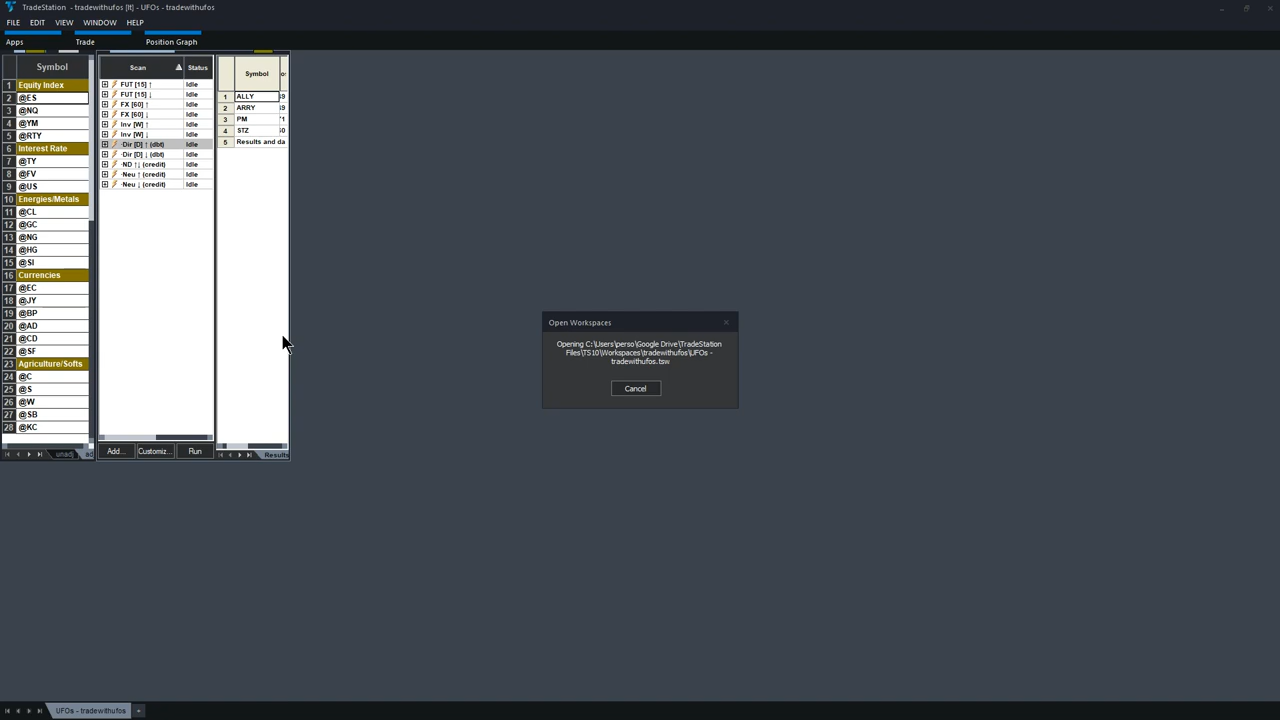 TradeStation - tradewithufos [lt] - UFOs - tradewithufos
FILE EDIT VIEW WINDOW HELP
Apps Trade Position Graph
Symbol
1 Equity Index
2 @ES
3 @NQ
4 @YM
5 @RTY
6 Interest Rate
7 @TY
8 @FV
9 @US
10 Energies/Metals
11 @CL
12 @GC
13 @NG
14 @HG
15 @SI
16 Currencies
17 @EC
18 @JY
19 @BP
20 @AD
21 @CD
22 @SF
23 Agriculture/Softs
24 @C
25 @S
26 @W
27 @SB
28 @KC
unadj ad
Scan Status
FUT [15] ↑ Idle
FUT [15] ↓ Idle
FX [60] ↑ Idle
FX [60] ↓ Idle
Inv [W] ↑ Idle
Inv [W] ↓ Idle
·Dir [D] ↑ (dbt) Idle
·Dir [D] ↓ (dbt) Idle
·ND ↑↓ (credit) Idle
·Neu ↑ (credit) Idle
·Neu ↓ (credit) Idle
Add... Customiz... Run
Symbol
1 ALLY
2 ARRY
3 PM
4 STZ
5 Results and da
Results
Open Workspaces
Opening C:\Users\perso\Google Drive\TradeStation
Files\TS10\Workspaces\tradewithufos\UFOs -
tradewithufos.tsw
Cancel
UFOs - tradewithufos